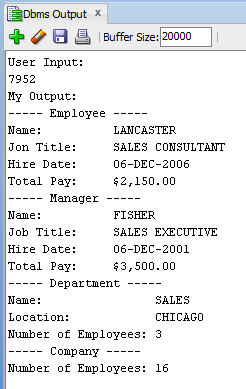 Dbms Output x
Buffer Size: 20000
User Input:
7952
My Output:
----- Employee -----
Name: LANCASTER
Jon Title: SALES CONSULTANT
Hire Date: 06-DEC-2006
Total Pay: $2,150.00
----- Manager -----
Name: FISHER
Job Title: SALES EXECUTIVE
Hire Date: 06-DEC-2001
Total Pay: $3,500.00
----- Department -----
Name: SALES
Location: CHICAGO
Number of Employees: 3
----- Company -----
Number of Employees: 16